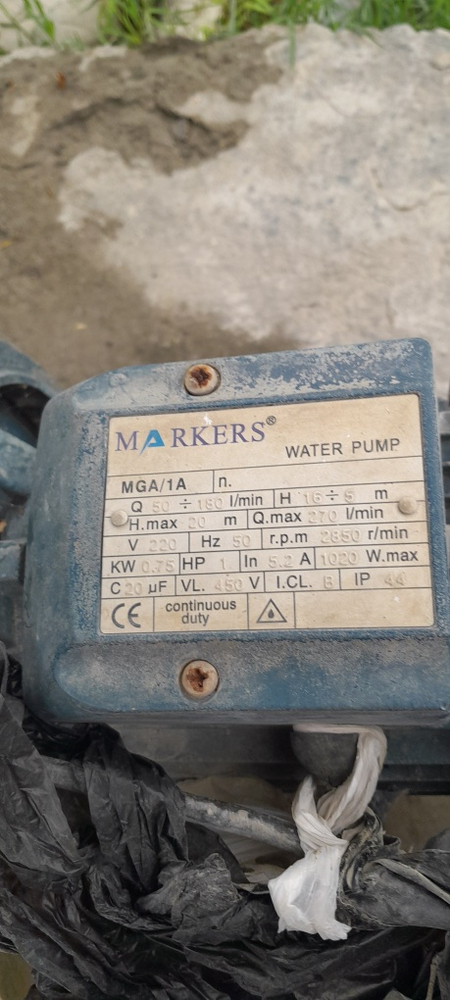 MARKERS®
WATER PUMP
MGA/1A n.
Q 50 ÷ 180 l/min H 16 ÷ 5 m
H.max 20 m Q.max 270 l/min
V 220 Hz 50 r.p.m 2850 r/min
KW 0.75 HP 1 In 5.2 A 1020 W.max
C 20 µF VL. 450 V I.CL. B IP 44
CE continuous
duty